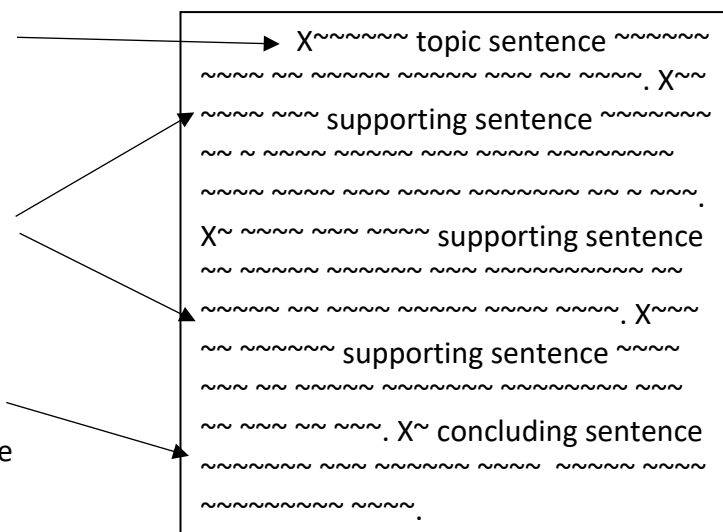 X~~~~~~ topic sentence ~~~~~~
~~~~ ~~ ~~~~~ ~~~~~ ~~~ ~~ ~~~~. X~~
~~~~ ~~~ supporting sentence ~~~~~~~
~~ ~ ~~~~ ~~~~~ ~~~ ~~~~ ~~~~~~~~
~~~~ ~~~~ ~~~ ~~~~ ~~~~~~~ ~~ ~ ~~~.
X~ ~~~~ ~~~ ~~~~ supporting sentence
~~ ~~~~~ ~~~~~~ ~~~ ~~~~~~~~~~ ~~
~~~~~ ~~ ~~~~ ~~~~~ ~~~~ ~~~~. X~~~
~~ ~~~~~~ supporting sentence ~~~~
~~~ ~~ ~~~~~ ~~~~~~~ ~~~~~~~~ ~~~
~~ ~~~ ~~ ~~~. X~ concluding sentence
e
~~~~~~~ ~~~ ~~~~~~ ~~~~ ~~~~~ ~~~~
~~~~~~~~~ ~~~~.